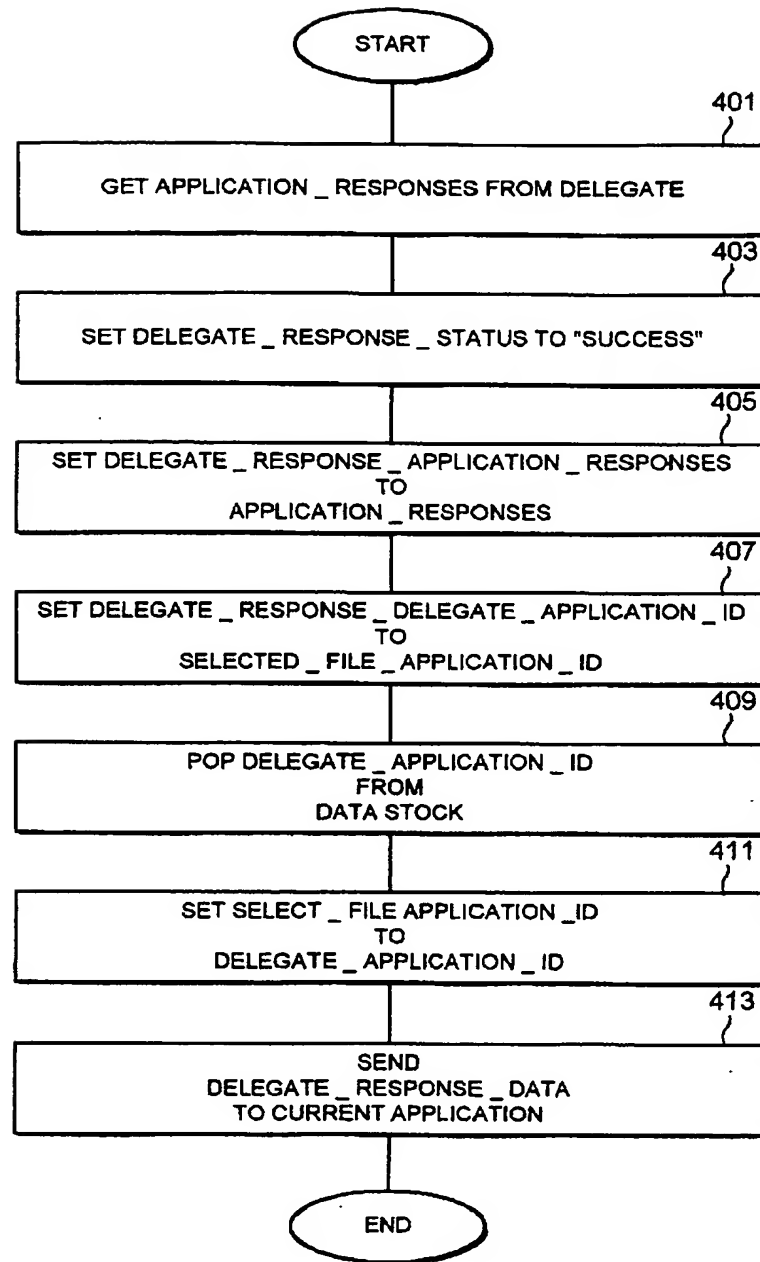 START
401
GET APPLICATION _ RESPONSES FROM DELEGATE
403
SET DELEGATE _ RESPONSE _ STATUS TO "SUCCESS"
405
SET DELEGATE _ RESPONSE _ APPLICATION _ RESPONSES
TO
APPLICATION _ RESPONSES
407
SET DELEGATE _ RESPONSE _ DELEGATE _ APPLICATION _ ID
TO
SELECTED _ FILE _ APPLICATION _ ID
409
POP DELEGATE _ APPLICATION _ ID
FROM
DATA STOCK
411
SET SELECT _ FILE APPLICATION _ID
TO
DELEGATE _ APPLICATION _ ID
413
SEND
DELEGATE _ RESPONSE _ DATA
TO CURRENT APPLICATION
END